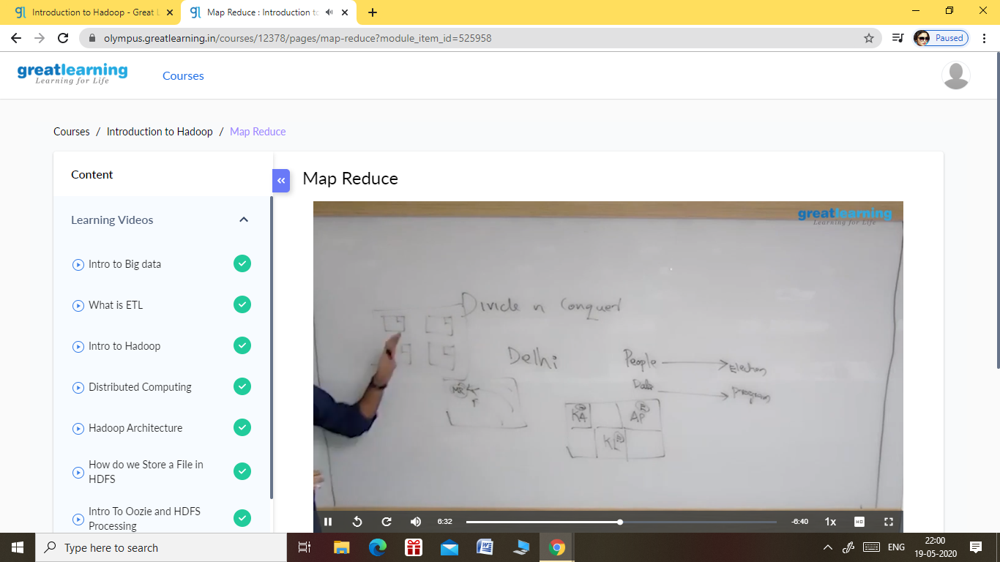 Introduction to Hadoop - Great L
Map Reduce : Introduction to
olympus.greatlearning.in/courses/12378/pages/map-reduce?module_item_id=525958
Paused
greatlearning
Learning for Life
Courses
Courses / Introduction to Hadoop / Map Reduce
Content
Learning Videos
Intro to Big data
What is ETL
Intro to Hadoop
Distributed Computing
Hadoop Architecture
How do we Store a File in
HDFS
Intro To Oozie and HDFS
Processing
Map Reduce
greatlearning
Learning for Life
Divide n Conquer
Delhi
People
Election
Data
Program
KA
AP
KL
6:32
-6:40
1x
HD
Type here to search
ENG
22:00
19-05-2020